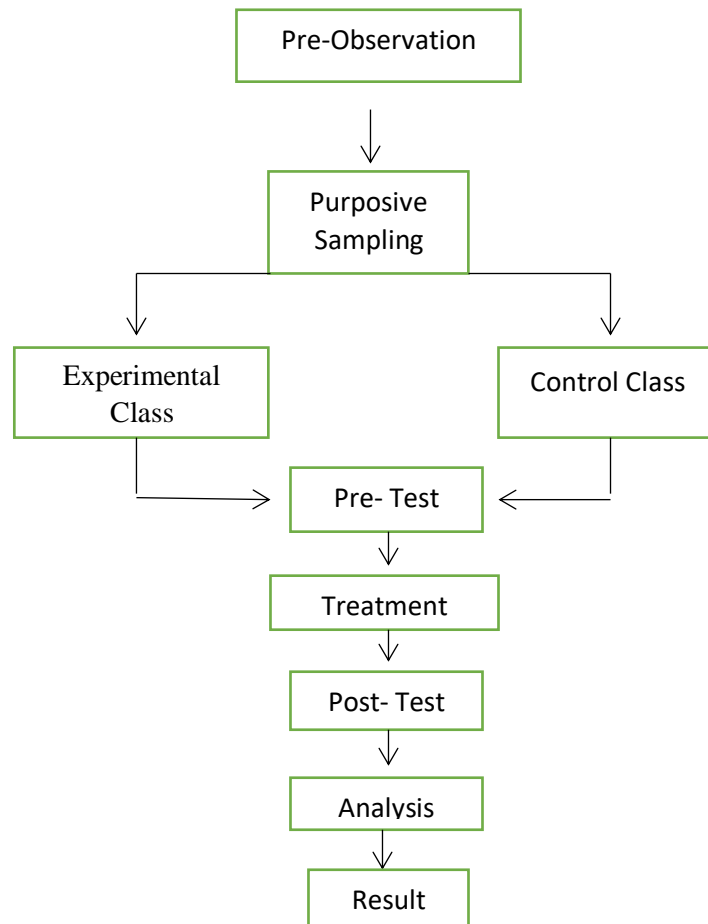 Pre-Observation
Purposive
Sampling
Experimental
Class
Control Class
Pre- Test
Treatment
Post- Test
Analysis
Result